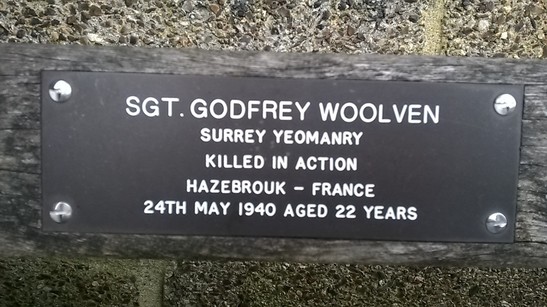 SGT. GODFREY WOOLVEN
SURREY YEOMANRY
KILLED IN ACTION
HAZEBROUK - FRANCE
24TH MAY 1940 AGED 22 YEARS